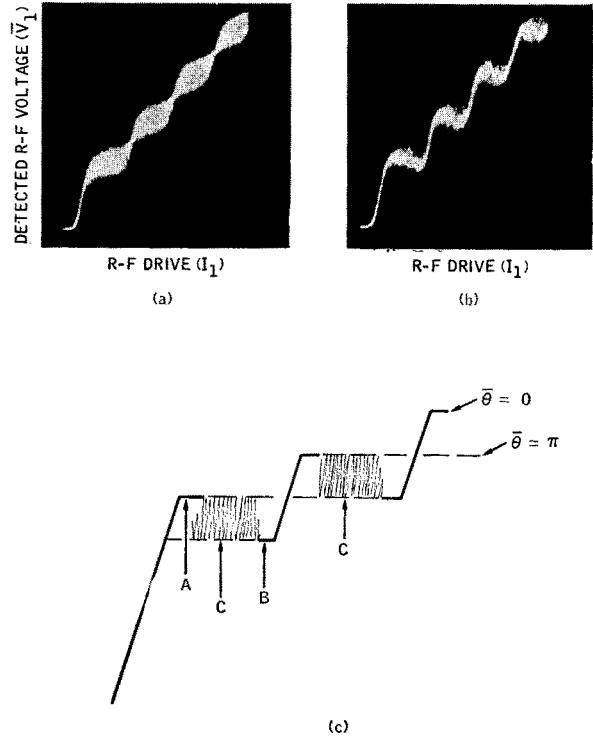 DETECTED R-F VOLTAGE (V̅₁)
R-F DRIVE (I₁)
(a)
R-F DRIVE (I₁)
(b)
θ̅ = 0
θ̅ = π
A
C
B
C
(c)